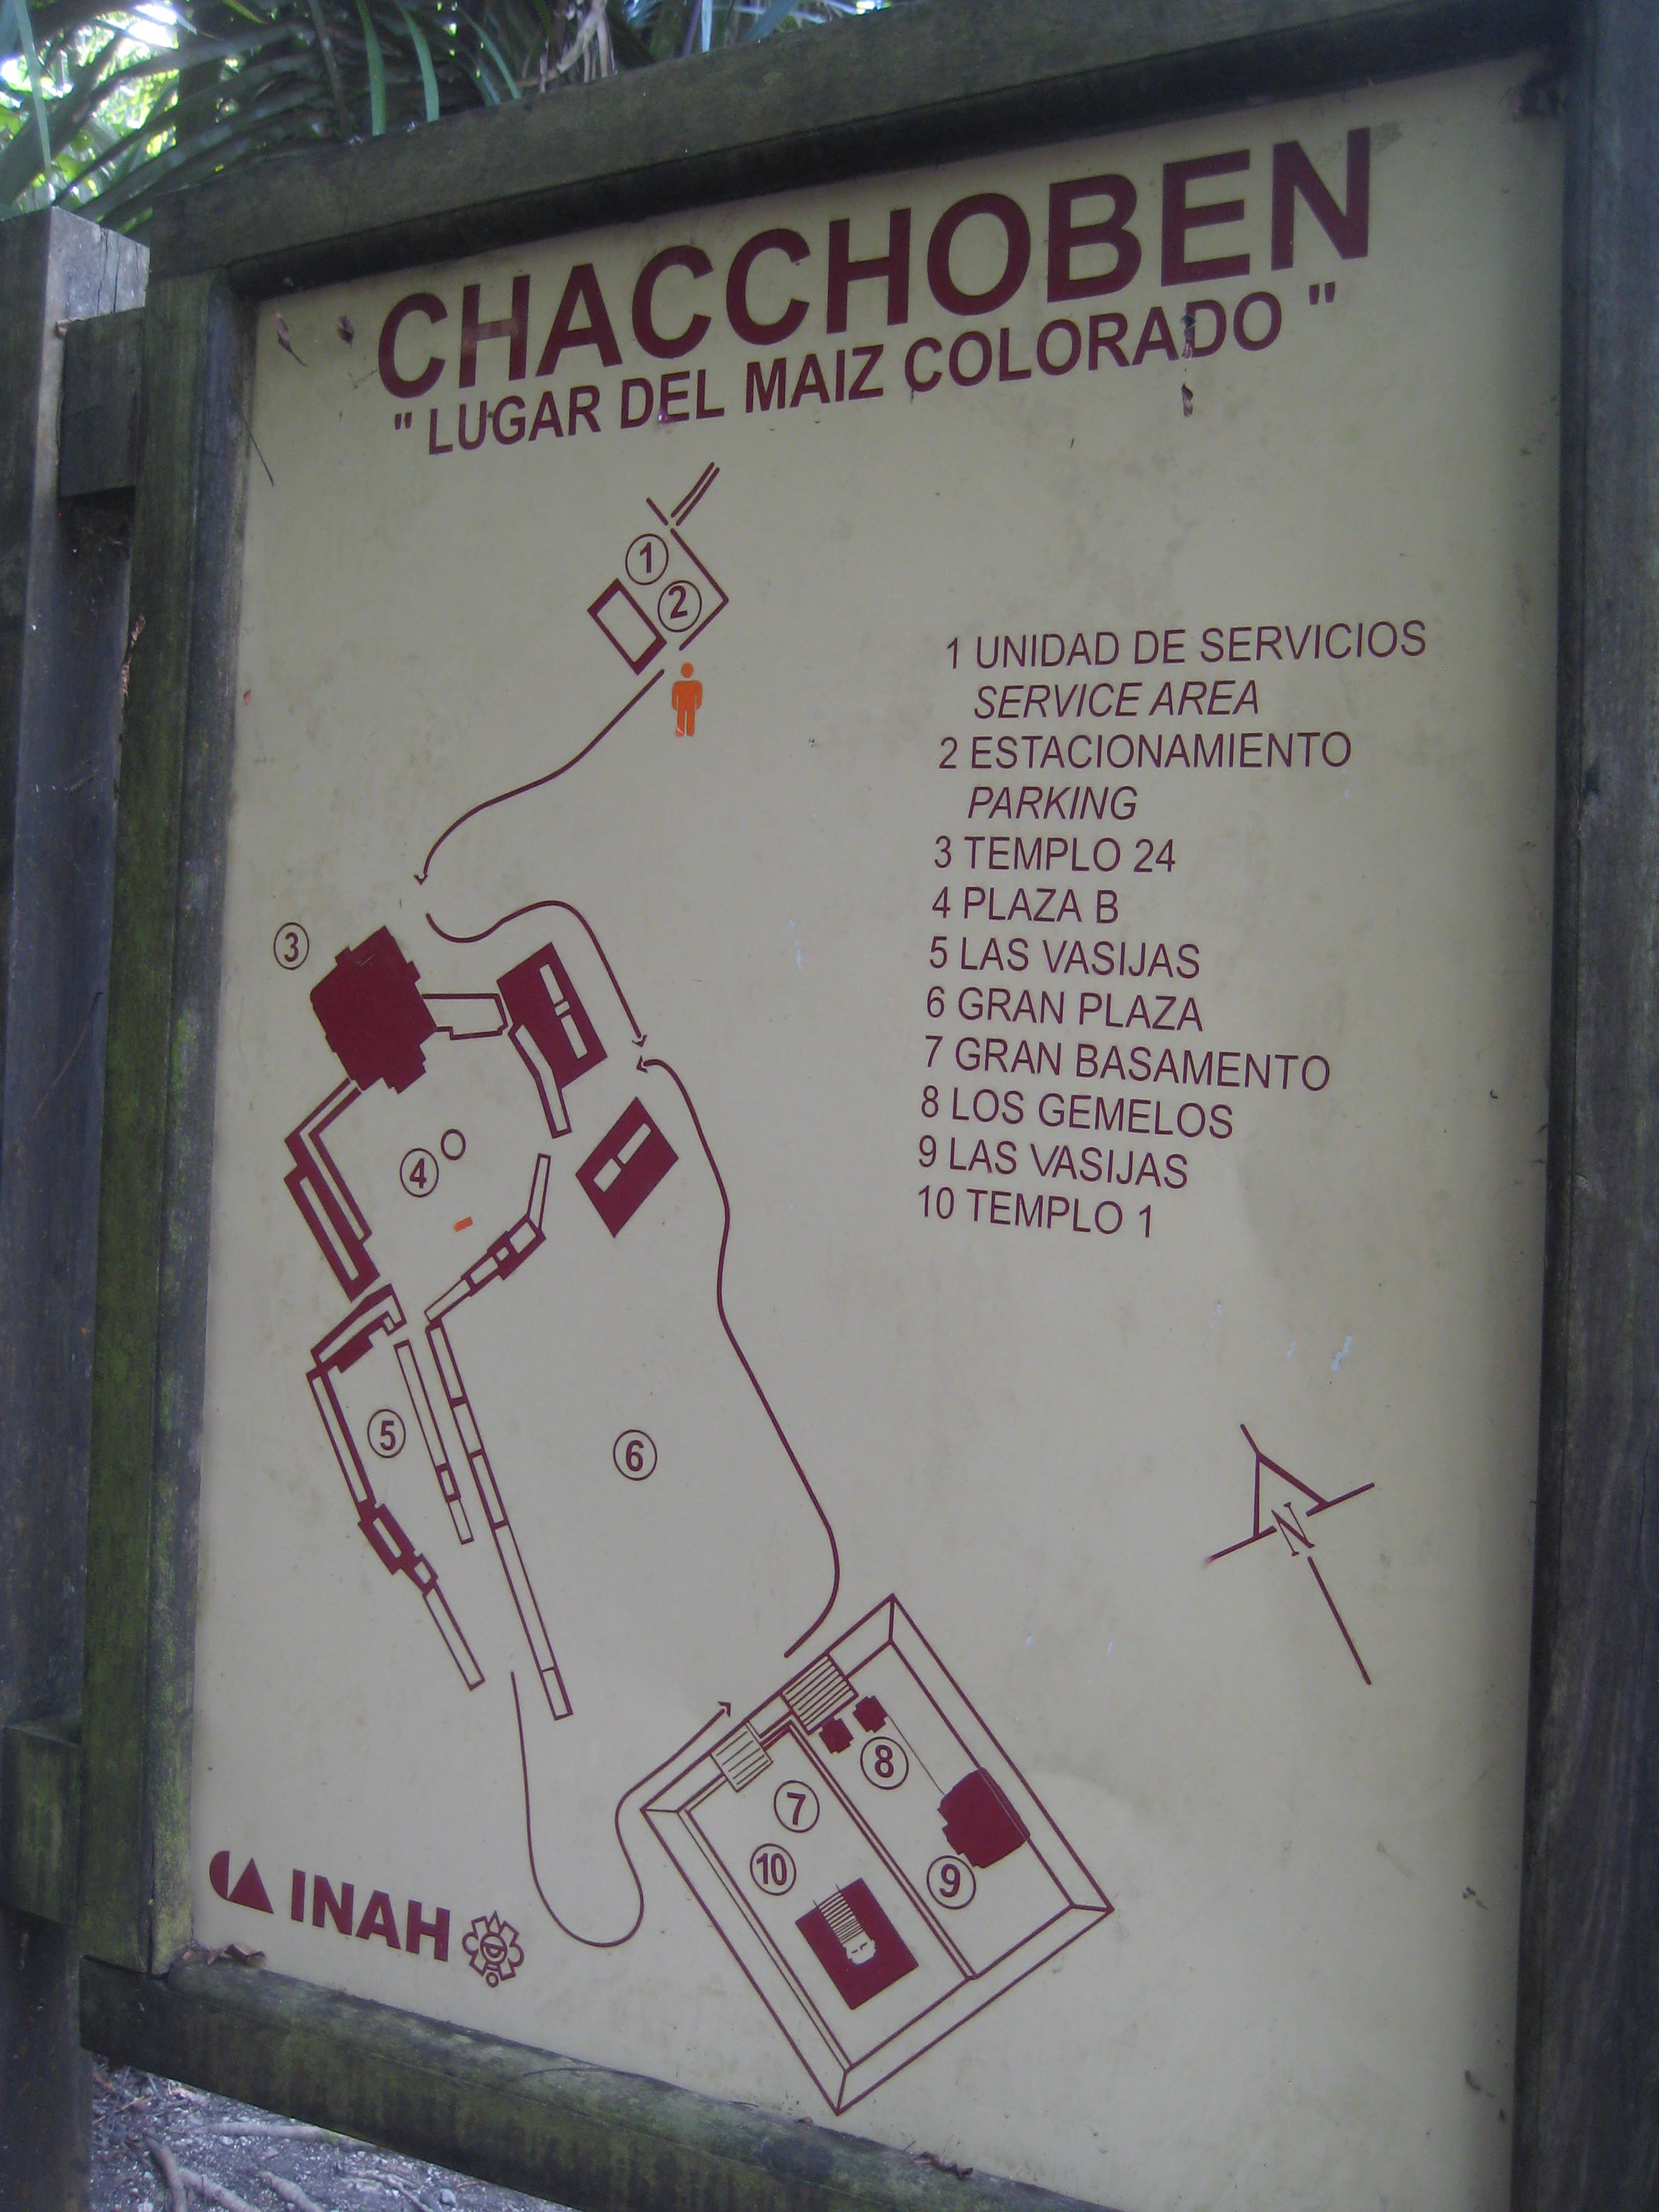 CHACCHOBEN
" LUGAR DEL MAIZ COLORADO "
1
2
1 UNIDAD DE SERVICIOS
SERVICE AREA
2 ESTACIONAMIENTO
PARKING
3 TEMPLO 24
4 PLAZA B
5 LAS VASIJAS
6 GRAN PLAZA
7 GRAN BASAMENTO
8 LOS GEMELOS
9 LAS VASIJAS
10 TEMPLO 1
3
4
5
6
N
8
7
10
9
INAH